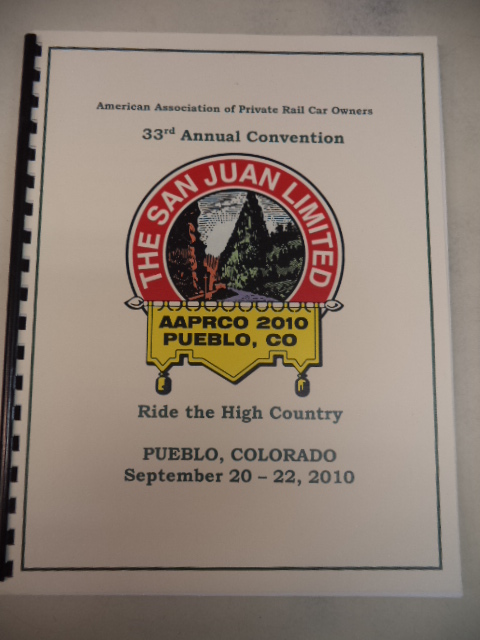 American Association of Private Rail Car Owners
33rd Annual Convention
THE SAN JUAN LIMITED
AAPRCO 2010
PUEBLO, CO
Ride the High Country
PUEBLO, COLORADO
September 20 – 22, 2010